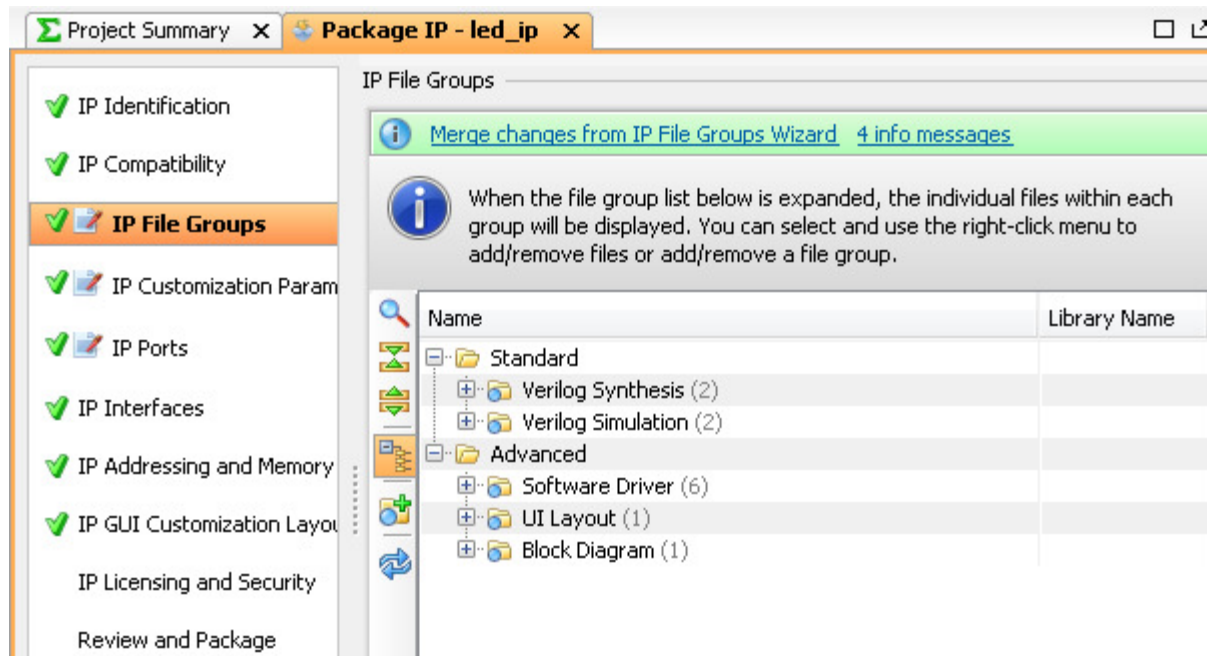 Project Summary
Package IP - led_ip
IP Identification
IP Compatibility
IP File Groups
IP Customization Param
IP Ports
IP Interfaces
IP Addressing and Memory
IP GUI Customization Layou
IP Licensing and Security
Review and Package
IP File Groups
Merge changes from IP File Groups Wizard 4 info messages
When the file group list below is expanded, the individual files within each
group will be displayed. You can select and use the right-click menu to
add/remove files or add/remove a file group.
Name Library Name
Standard
Verilog Synthesis (2)
Verilog Simulation (2)
Advanced
Software Driver (6)
UI Layout (1)
Block Diagram (1)